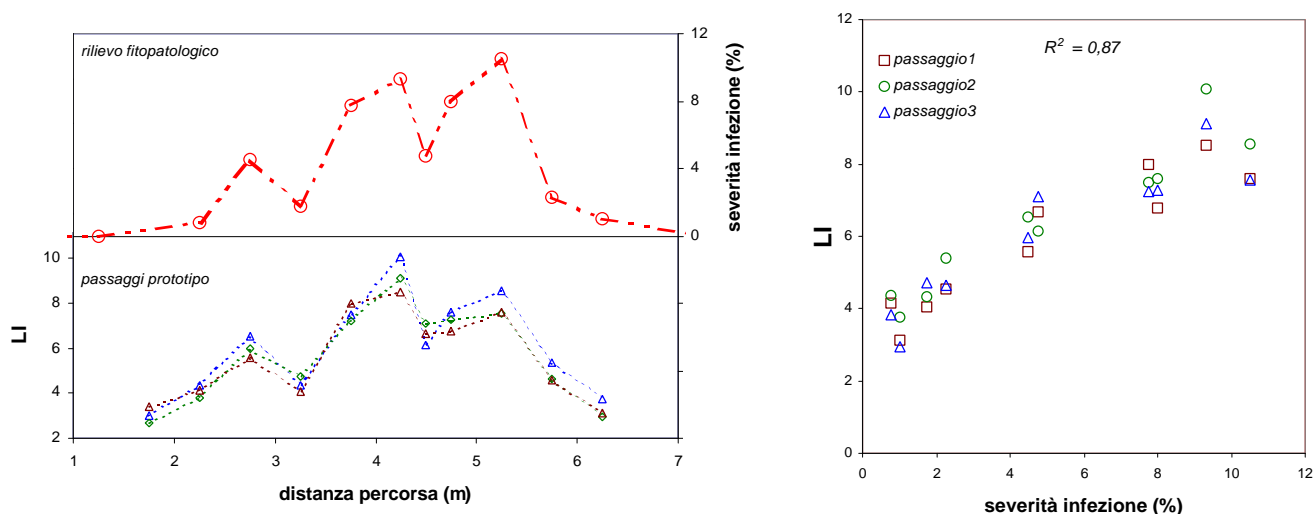 rilievo fitopatologico
12
8
4
0
severità infezione (%)
passaggi prototipo
10
8
6
4
2
LI
1 2 3 4 5 6 7
distanza percorsa (m)
12
10
8
6
4
2
0
LI
R² = 0,87
passaggio1
passaggio2
passaggio3
0 2 4 6 8 10 12
severità infezione (%)